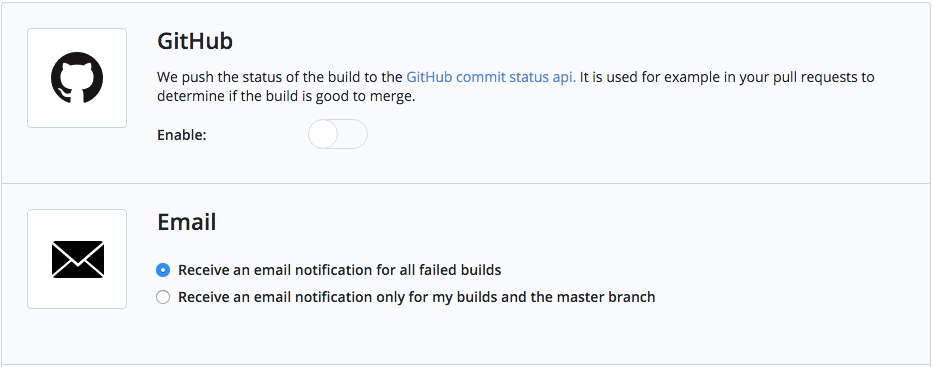 GitHub
We push the status of the build to the GitHub commit status api. It is used for example in your pull requests to
determine if the build is good to merge.
Enable:
Email
Receive an email notification for all failed builds
Receive an email notification only for my builds and the master branch